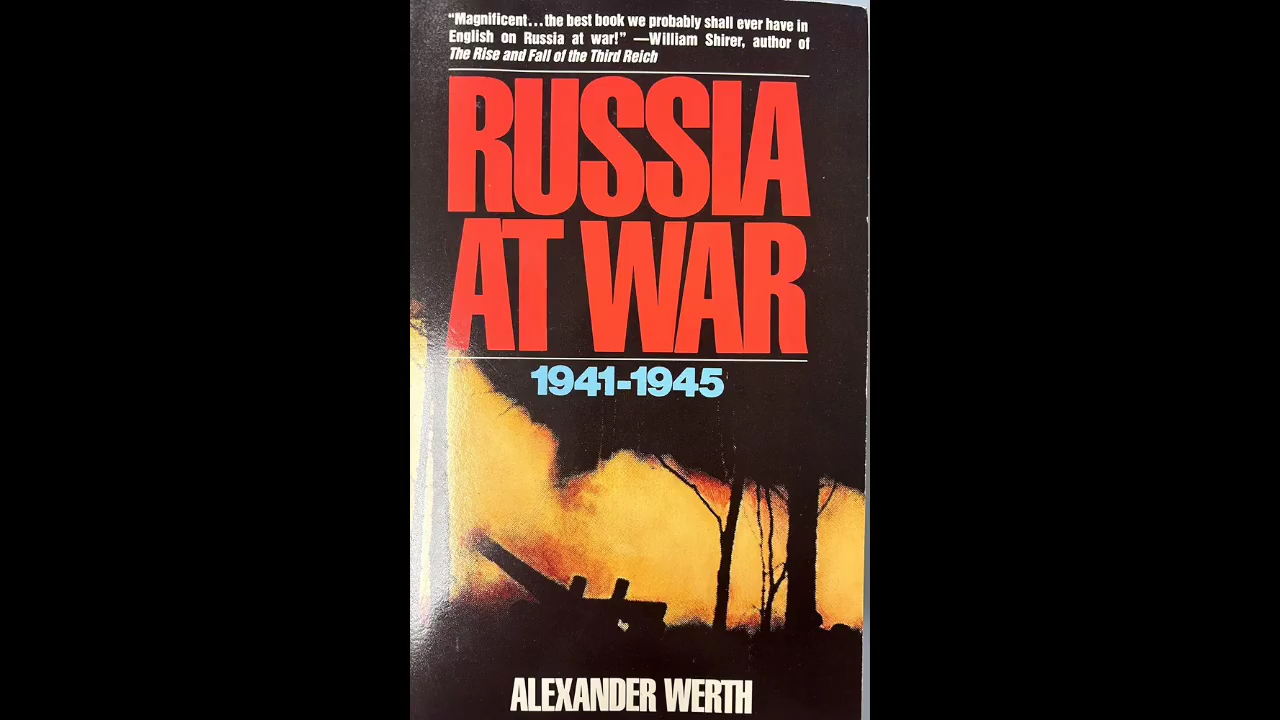 “Magnificent...the best book we probably shall ever have in
English on Russia at war!” —William Shirer, author of
The Rise and Fall of the Third Reich
RUSSIA
AT WAR
1941-1945
ALEXANDER WERTH